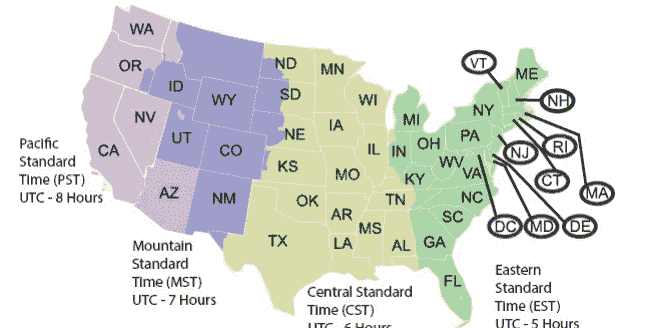 WA
OR
ID
NV
CA
UT
AZ
WY
CO
NM
ND
SD
NE
KS
OK
TX
MN
IA
MO
AR
LA
WI
IL
MS
TN
AL
MI
IN
OH
KY
WV
VA
NC
SC
GA
FL
PA
NY
ME
VT
NH
RI
NJ
CT
MA
DC
MD
DE
Pacific
Standard
Time (PST)
UTC - 8 Hours
Mountain
Standard
Time (MST)
UTC - 7 Hours
Central Standard
Time (CST)
UTC - 6 Hours
Eastern
Standard
Time (EST)
UTC - 5 Hours